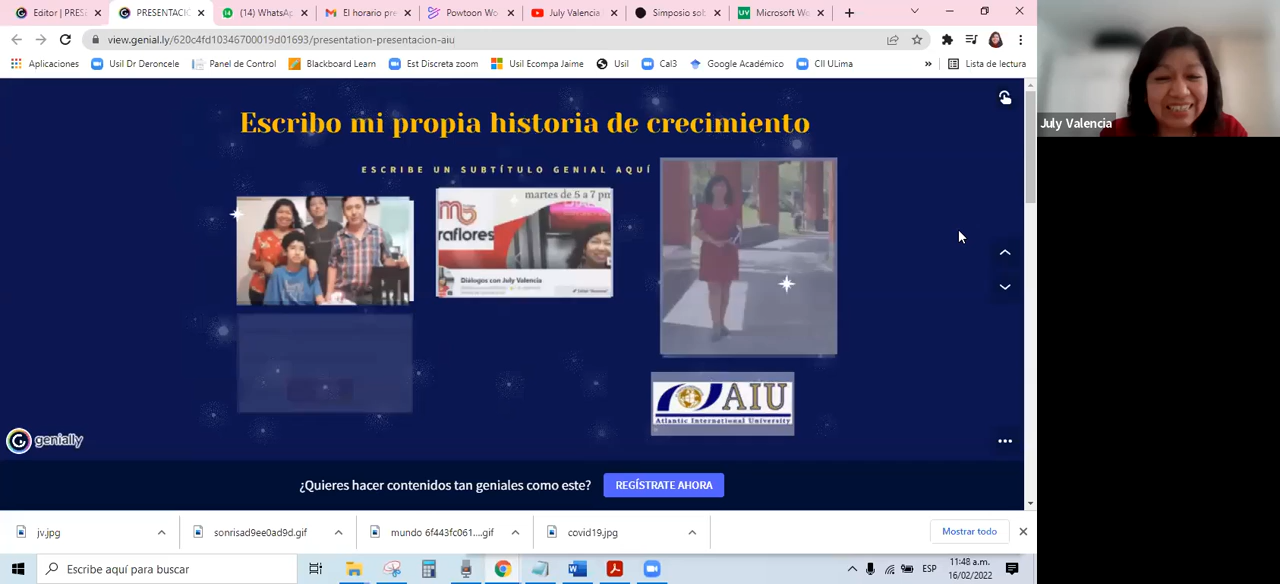 Editor | PRES
PRESENTACIO
(14) WhatsAp
El horario pre
Powtoon Wo
July Valencia
Simposio sob
UV Microsoft Wo
view.genial.ly/620c4fd10346700019d01693/presentation-presentacion-aiu
Aplicaciones
Usil Dr Deroncele
Panel de Control
Blackboard Learn
Est Discreta zoom
Usil Ecompa Jaime
Usil
Cal3
Google Académico
CII ULima
»
Lista de lectura
July Valencia
Escribo mi propia historia de crecimiento
ESCRIBE UN SUBTÍTULO GENIAL AQUÍ
martes de 5 a 7 pm
raflores
Diálogos con July Valencia
AIU
Atlantic International University
genially
¿Quieres hacer contenidos tan geniales como este?
REGÍSTRATE AHORA
jv.jpg
sonrisad9ee0ad9d.gif
mundo 6f443fc061....gif
covid19.jpg
Mostrar todo
Escribe aquí para buscar
ESP
11:48 a.m.
16/02/2022